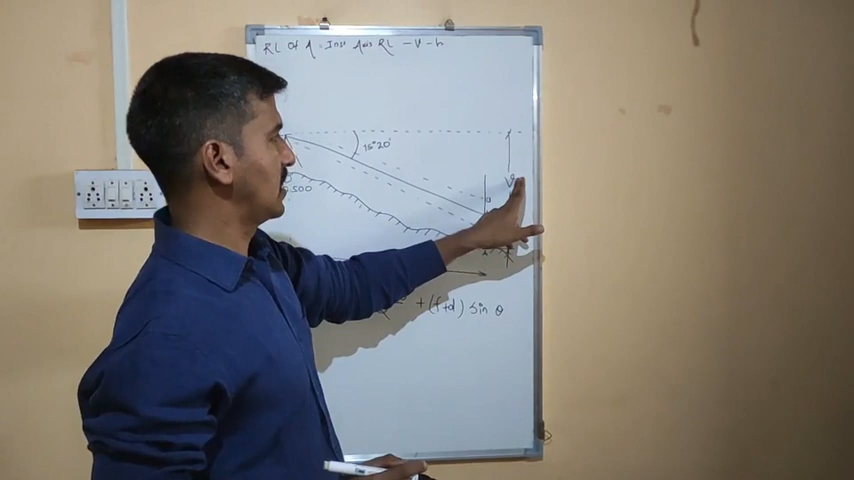 RL Of A = Inst Axis RL - V - h
15°20'
V
.500
+ (f+d) Sin θ